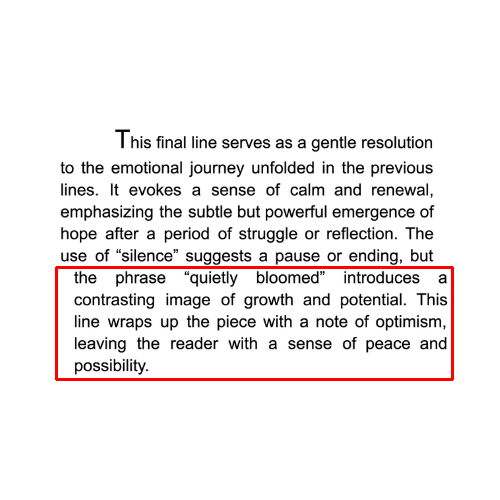 This final line serves as a gentle resolution
to the emotional journey unfolded in the previous
lines. It evokes a sense of calm and renewal,
emphasizing the subtle but powerful emergence of
hope after a period of struggle or reflection. The
use of “silence” suggests a pause or ending, but
the phrase “quietly bloomed” introduces a
contrasting image of growth and potential. This
line wraps up the piece with a note of optimism,
leaving the reader with a sense of peace and
possibility.